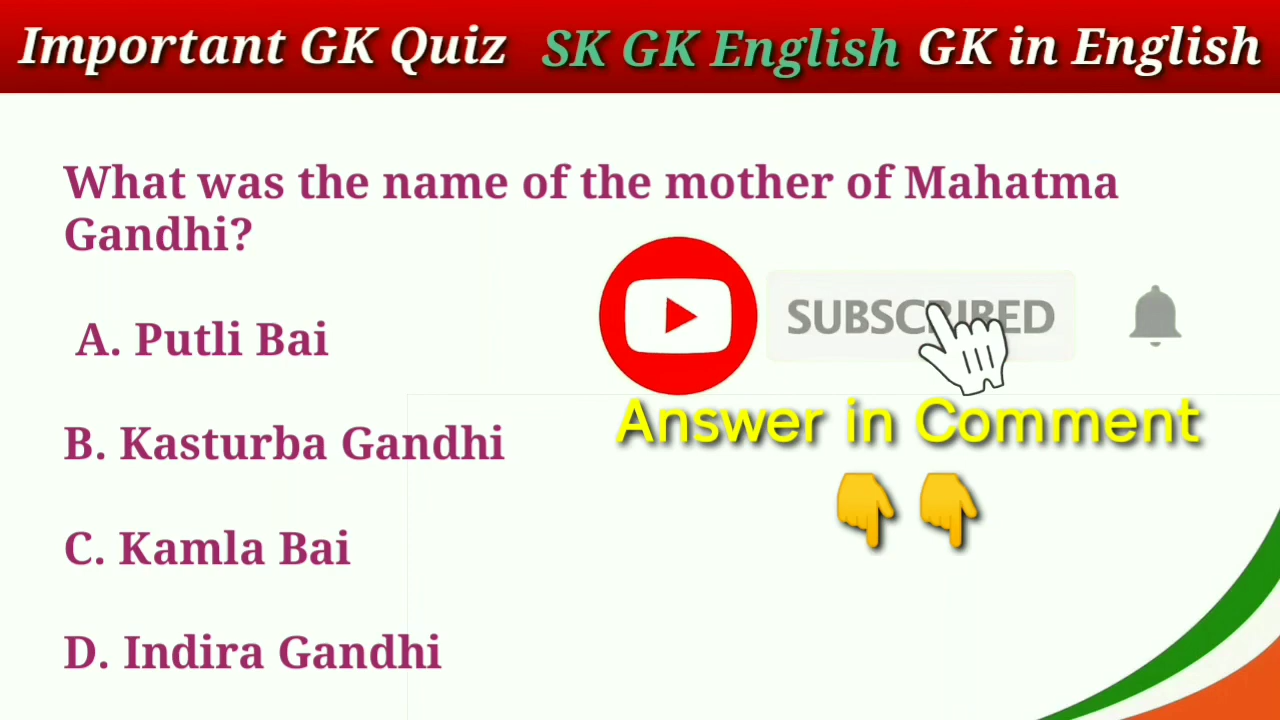 Important GK Quiz SK GK English GK in English
What was the name of the mother of Mahatma
Gandhi?
A. Putli Bai
SUBSCRIBED
Answer in Comment
B. Kasturba Gandhi
C. Kamla Bai
D. Indira Gandhi